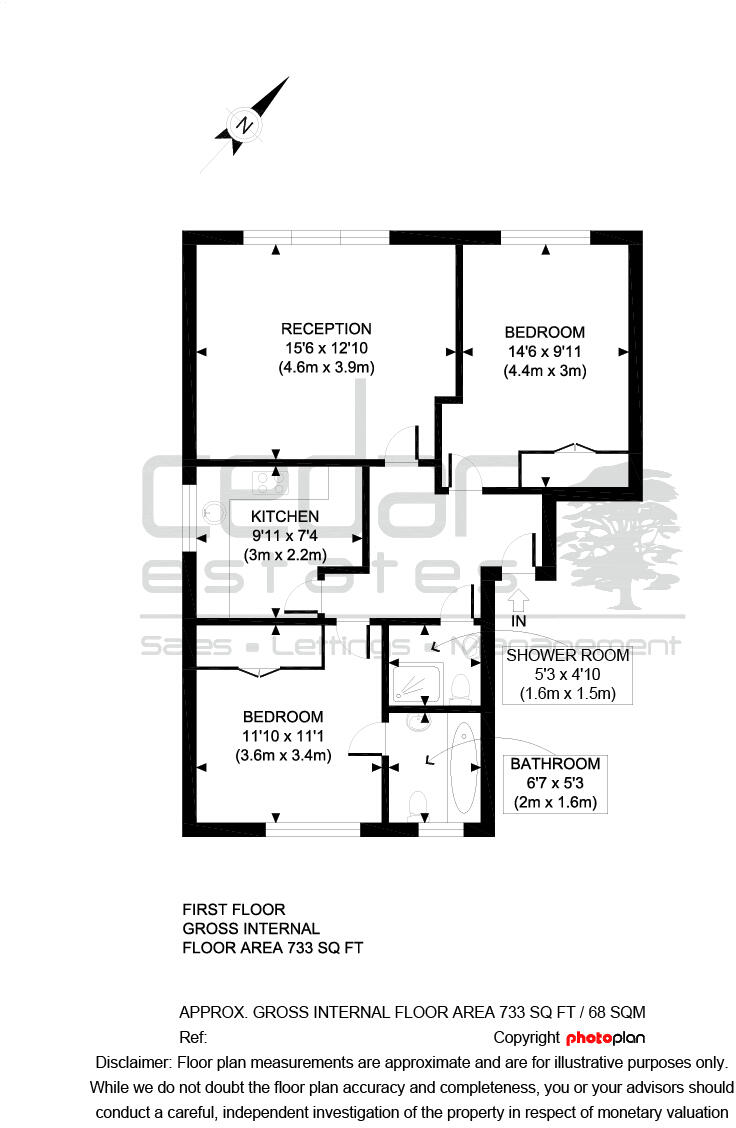 N
RECEPTION
15'6 x 12'10
(4.6m x 3.9m)
BEDROOM
14'6 x 9'11
(4.4m x 3m)
cedar
estates
Sales • Lettings • Management
KITCHEN
9'11 x 7'4
(3m x 2.2m)
IN
SHOWER ROOM
5'3 x 4'10
(1.6m x 1.5m)
BEDROOM
11'10 x 11'1
(3.6m x 3.4m)
BATHROOM
6'7 x 5'3
(2m x 1.6m)
FIRST FLOOR
GROSS INTERNAL
FLOOR AREA 733 SQ FT
APPROX. GROSS INTERNAL FLOOR AREA 733 SQ FT / 68 SQM
Ref:
Copyright photoplan
Disclaimer: Floor plan measurements are approximate and are for illustrative purposes only.
While we do not doubt the floor plan accuracy and completeness, you or your advisors should
conduct a careful, independent investigation of the property in respect of monetary valuation